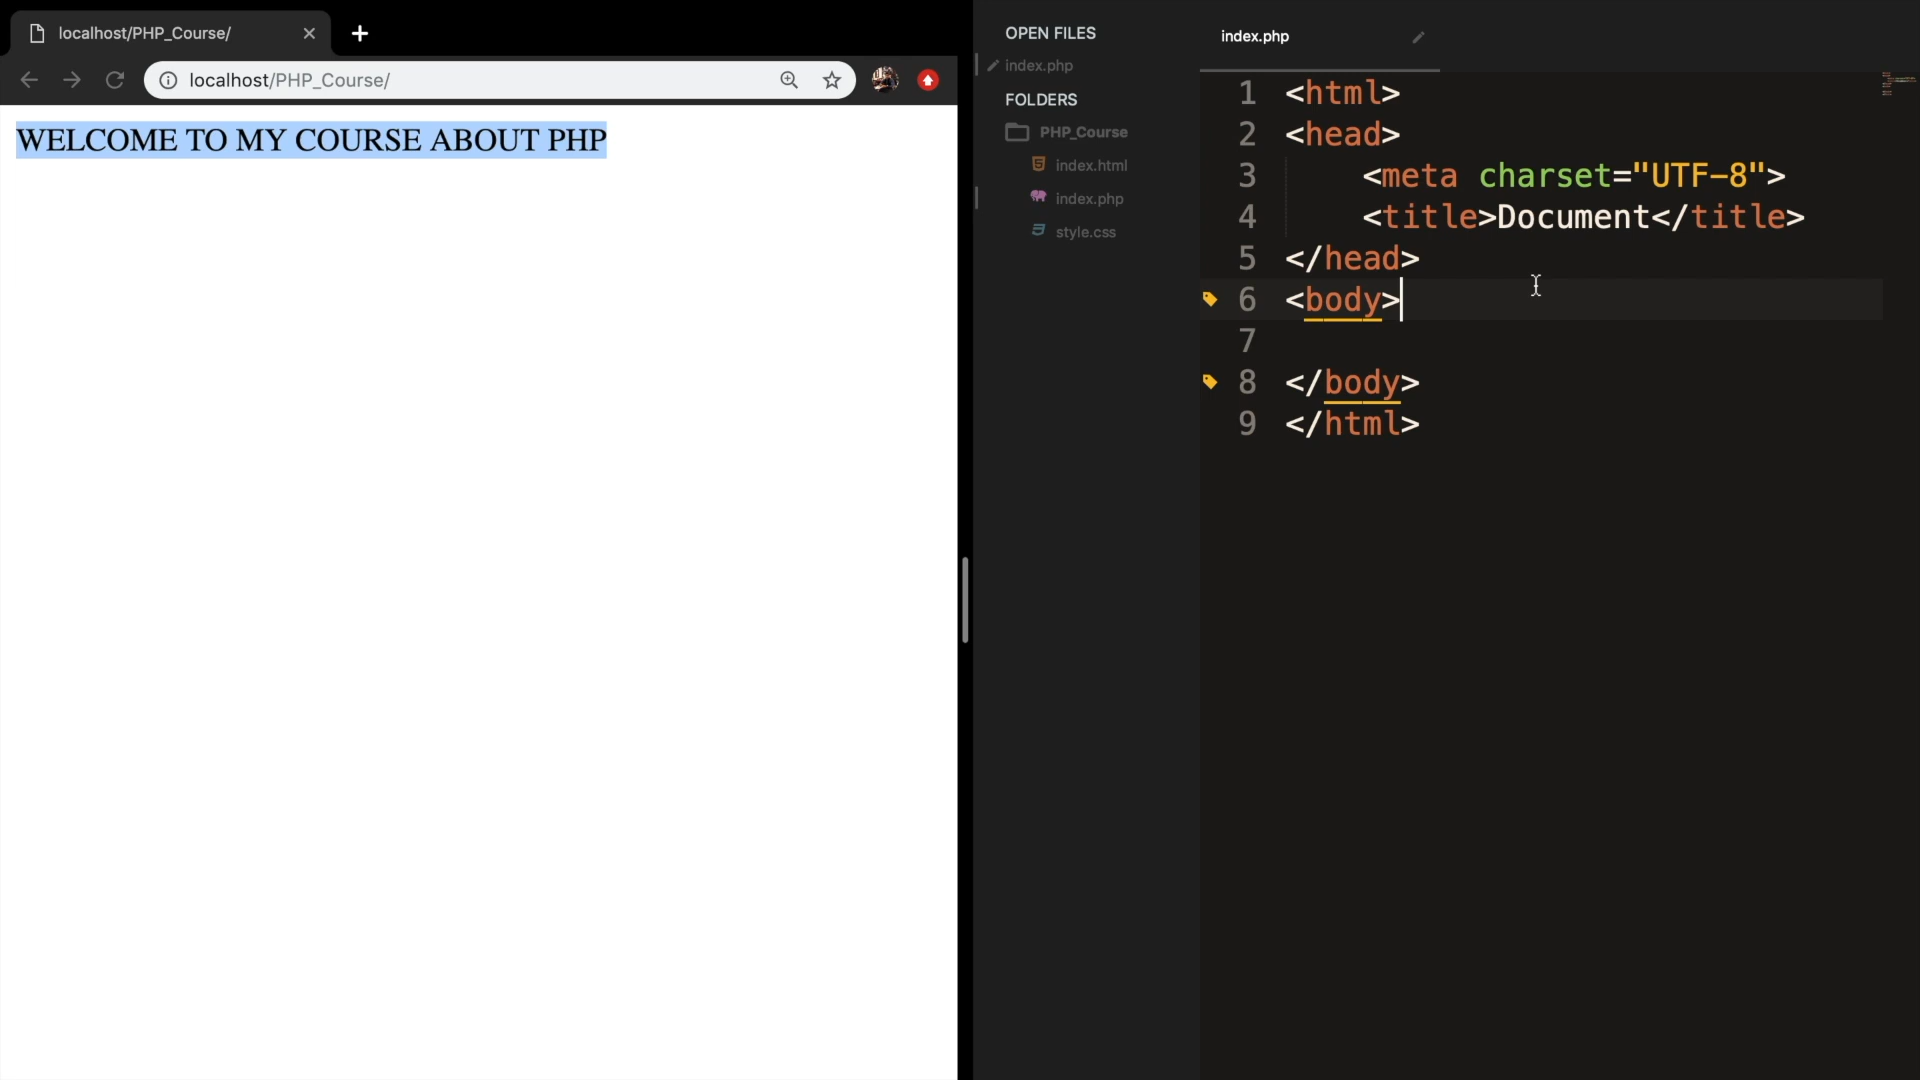 localhost/PHP_Course/
localhost/PHP_Course/
WELCOME TO MY COURSE ABOUT PHP
OPEN FILES
index.php
FOLDERS
PHP_Course
index.html
index.php
style.css
index.php
1 <html>
2 <head>
3 <meta charset="UTF-8">
4 <title>Document</title>
5 </head>
6 <body>
7
8 </body>
9 </html>